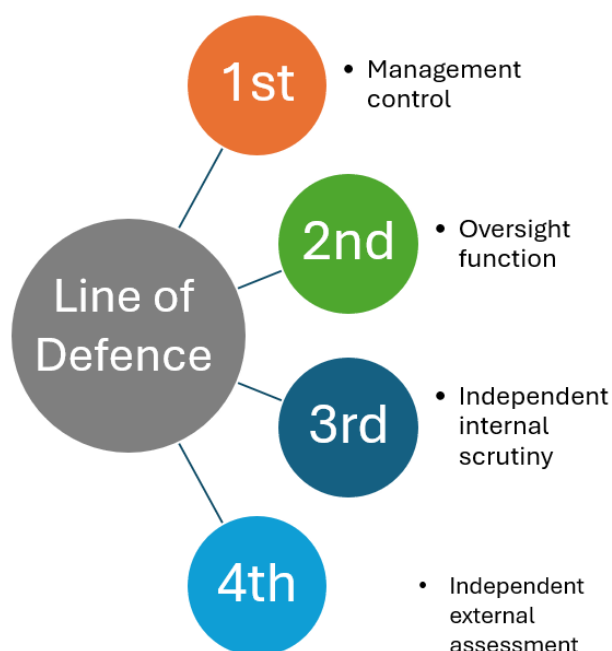 1st
• Management
control
2nd
• Oversight
function
Line of
Defence
3rd
• Independent
internal
scrutiny
4th
• Independent
external
assessment